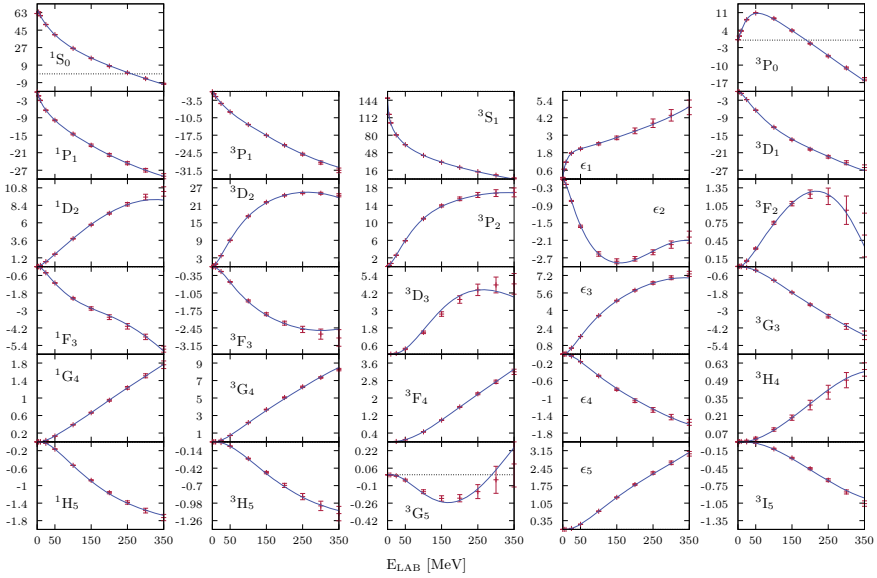 63 45 27 9 -9 ¹S₀
11 4 -3 -10 -17 ³P₀
-3 -9 -15 -21 -27 ¹P₁
-3.5 -10.5 -17.5 -24.5 -31.5 ³P₁
144 112 80 48 16 ³S₁
5.4 4.2 3 1.8 0.6 ϵ₁
-3 -9 -15 -21 -27 ³D₁
10.8 8.4 6 3.6 1.2 ¹D₂
27 21 15 9 3 ³D₂
18 14 10 6 2 ³P₂
-0.3 -0.9 -1.5 -2.1 -2.7 ϵ₂
1.35 1.05 0.75 0.45 0.15 ³F₂
-0.6 -1.8 -3 -4.2 -5.4 ¹F₃
-0.35 -1.05 -1.75 -2.45 -3.15 ³F₃
5.4 4.2 3 1.8 0.6 ³D₃
7.2 5.6 4 2.4 0.8 ϵ₃
-0.6 -1.8 -3 -4.2 -5.4 ³G₃
1.8 1.4 1 0.6 0.2 ¹G₄
9 7 5 3 1 ³G₄
3.6 2.8 2 1.2 0.4 ³F₄
-0.2 -0.6 -1 -1.4 -1.8 ϵ₄
0.63 0.49 0.35 0.21 0.07 ³H₄
-0.2 -0.6 -1 -1.4 -1.8 ¹H₅
-0.14 -0.42 -0.7 -0.98 -1.26 ³H₅
0.22 0.06 -0.1 -0.26 -0.42 ³G₅
3.15 2.45 1.75 1.05 0.35 ϵ₅
-0.15 -0.45 -0.75 -1.05 -1.35 ³I₅
0 50 150 250 350
0 50 150 250 350
0 50 150 250 350
0 50 150 250 350
0 50 150 250 350
E_LAB [MeV]